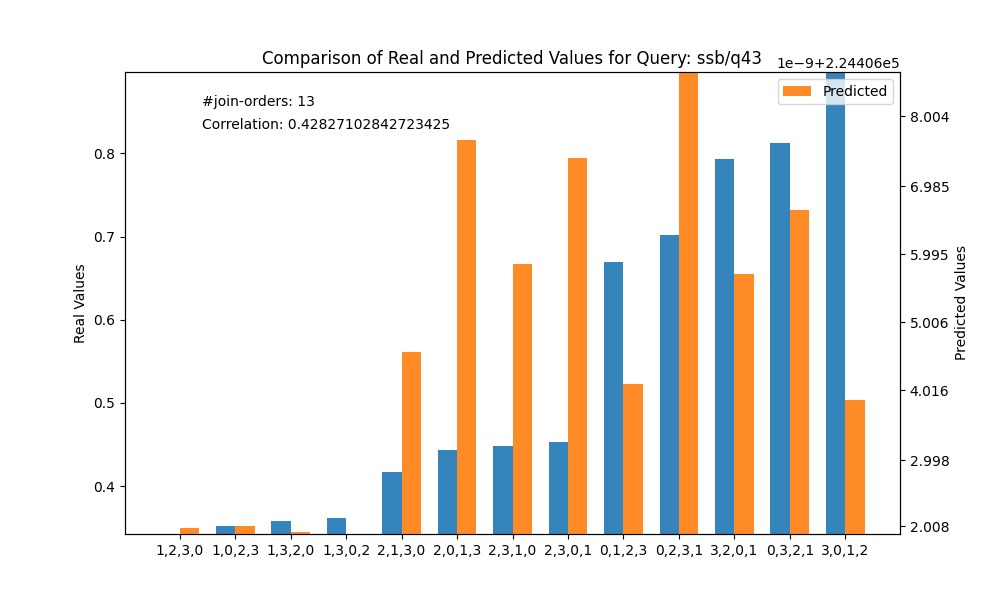 Comparison of Real and Predicted Values for Query: ssb/q43
1e−9+2.24406e5
#join-orders: 13
Correlation: 0.42827102842723425
Predicted
0.8
0.7
0.6
0.5
0.4
Real Values
8.004
6.985
5.995
5.006
4.016
2.998
2.008
Predicted Values
1,2,3,0 1,0,2,3 1,3,2,0 1,3,0,2 2,1,3,0 2,0,1,3 2,3,1,0 2,3,0,1 0,1,2,3 0,2,3,1 3,2,0,1 0,3,2,1 3,0,1,2